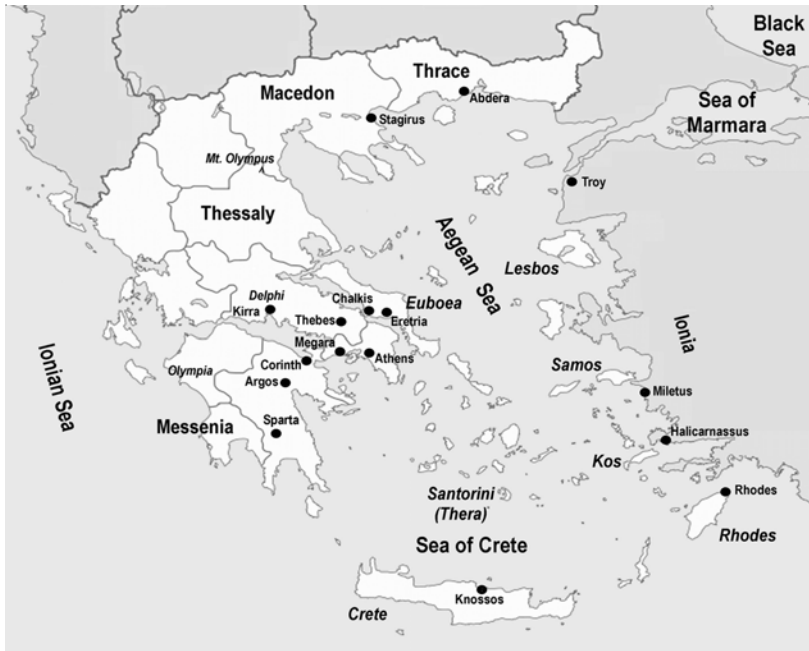 Black
Sea
Thrace
Macedon
Abdera
Sea of
Marmara
Stagirus
Mt. Olympus
Troy
Thessaly
Aegean Sea
Lesbos
Delphi
Chalkis
Euboea
Kirra
Thebes
Eretria
Ionian Sea
Ionia
Megara
Athens
Corinth
Olympia
Samos
Argos
Miletus
Messenia
Sparta
Halicarnassus
Kos
Santorini
(Thera)
Rhodes
Rhodes
Sea of Crete
Knossos
Crete